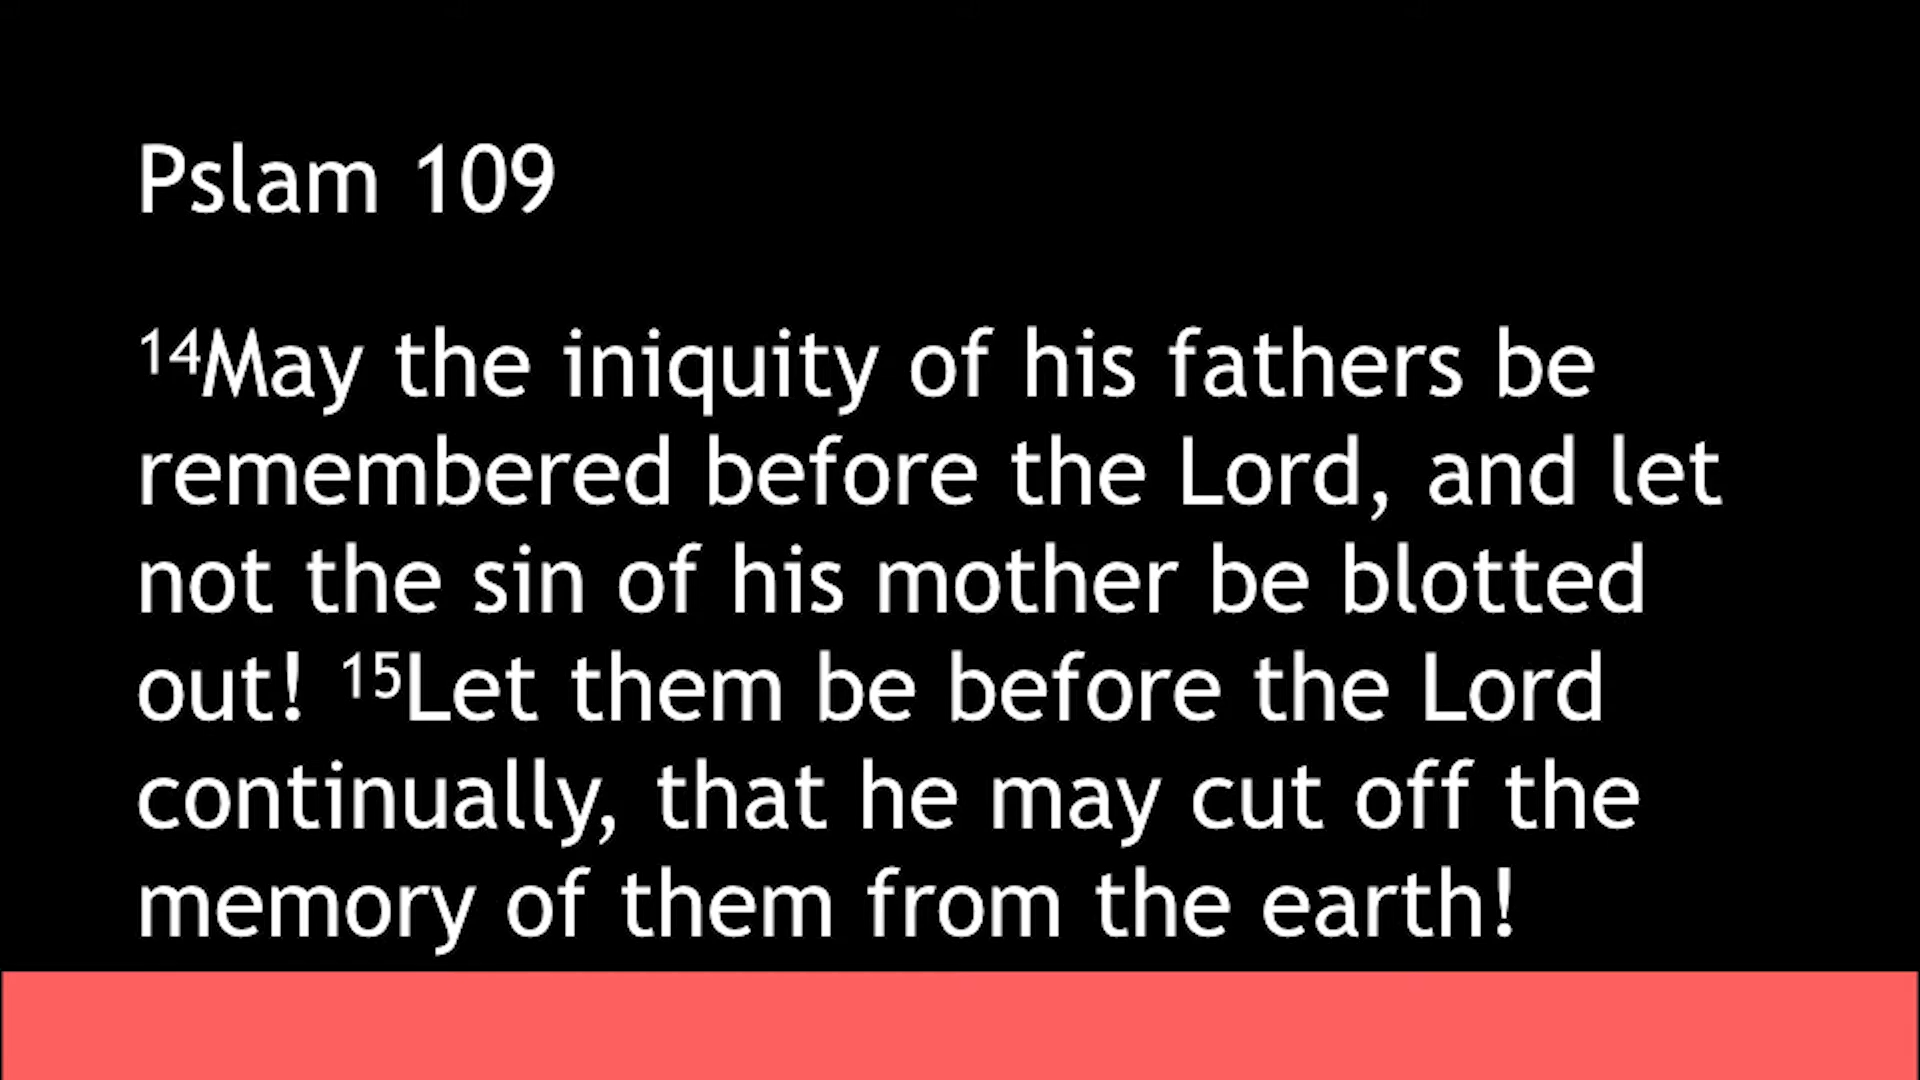 Pslam 109
14May the iniquity of his fathers be
remembered before the Lord, and let
not the sin of his mother be blotted
out! 15Let them be before the Lord
continually, that he may cut off the
memory of them from the earth!